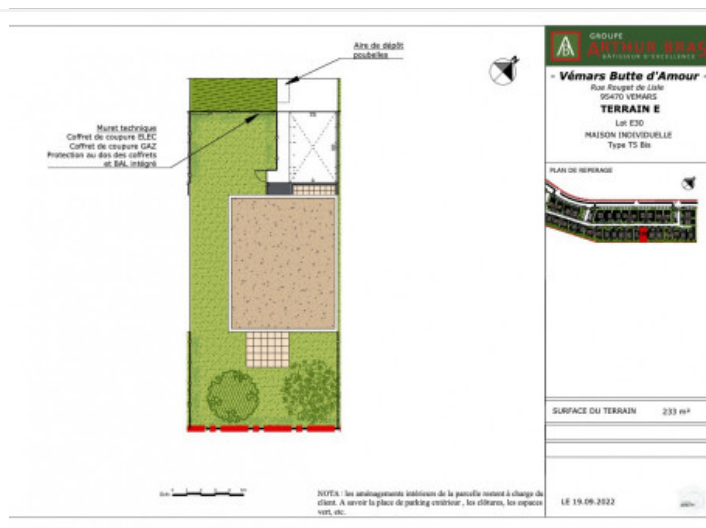 Aire de dépôt
poubelles
Muret technique
Coffret de coupure ELEC
Coffret de coupure GAZ
Protection au dos des coffrets
et BAL intégré
NOTA : les aménagements intérieurs de la parcelle restent à charge du
client. A savoir la place de parking extérieur , les clôtures, les espaces
vert, etc.
GROUPE
ARTHUR BRAS
BÂTISSEUR D'EXCELLENCE
- Vémars Butte d'Amour -
Rue Rouget de Lisle
95470 VEMARS
TERRAIN E
Lot E30
MAISON INDIVIDUELLE
Type T5 Bis
PLAN DE REPERAGE
SURFACE DU TERRAIN 233 m²
LE 19.09.2022